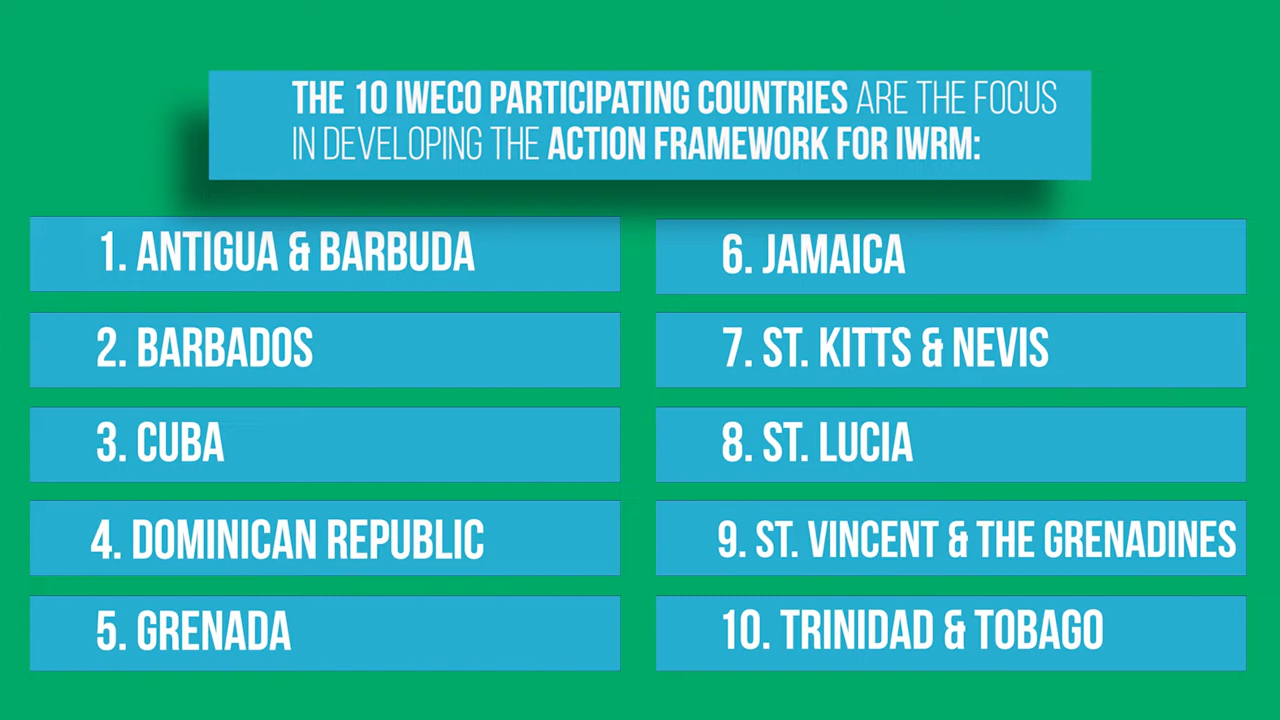 THE 10 IWECO PARTICIPATING COUNTRIES ARE THE FOCUS
IN DEVELOPING THE ACTION FRAMEWORK FOR IWRM:
1. ANTIGUA & BARBUDA
2. BARBADOS
3. CUBA
4. DOMINICAN REPUBLIC
5. GRENADA
6. JAMAICA
7. ST. KITTS & NEVIS
8. ST. LUCIA
9. ST. VINCENT & THE GRENADINES
10. TRINIDAD & TOBAGO